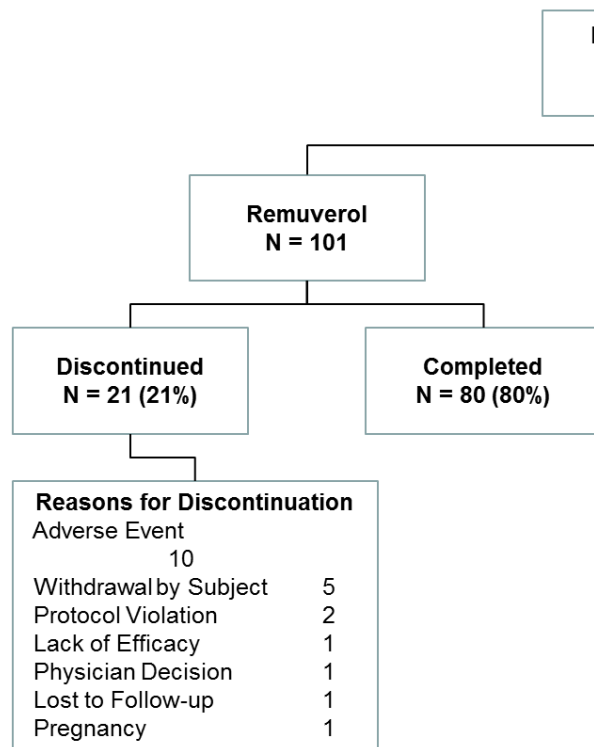 Remuverol
N = 101
Discontinued
N = 21 (21%)
Completed
N = 80 (80%)
Reasons for Discontinuation
Adverse Event
10
Withdrawal by Subject 5
Protocol Violation 2
Lack of Efficacy 1
Physician Decision 1
Lost to Follow-up 1
Pregnancy 1